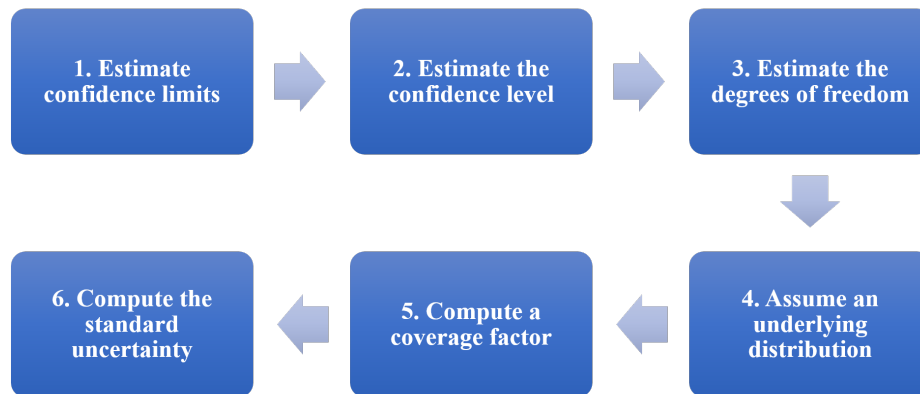 1. Estimate
confidence limits
2. Estimate the
confidence level
3. Estimate the
degrees of freedom
4. Assume an
underlying
distribution
5. Compute a
coverage factor
6. Compute the
standard
uncertainty